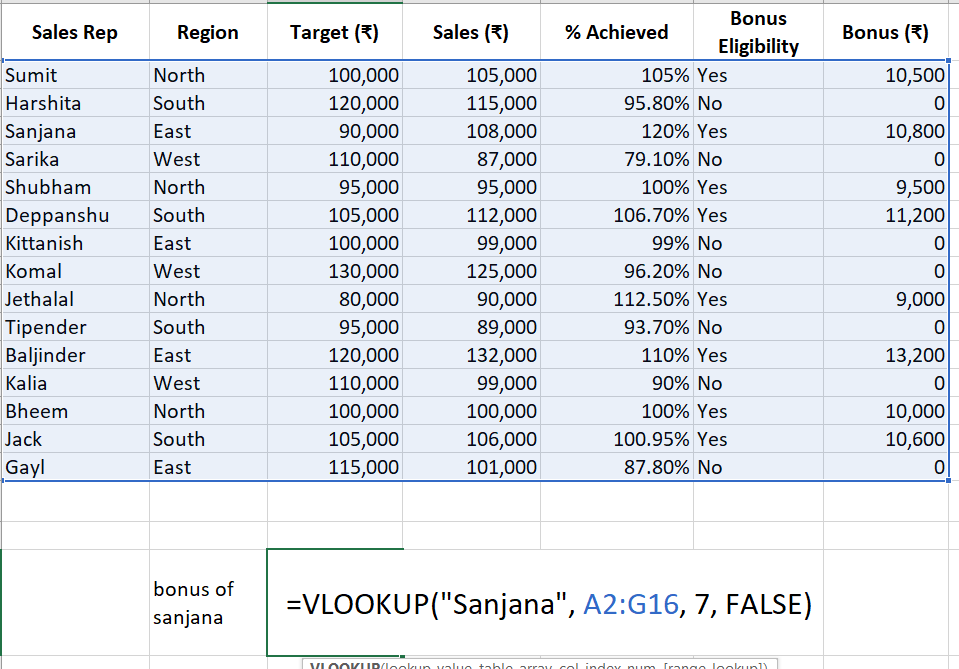 Sales Rep Region Target (₹) Sales (₹) % Achieved Bonus Eligibility Bonus (₹)
Sumit North 100,000 105,000 105% Yes 10,500
Harshita South 120,000 115,000 95.80% No 0
Sanjana East 90,000 108,000 120% Yes 10,800
Sarika West 110,000 87,000 79.10% No 0
Shubham North 95,000 95,000 100% Yes 9,500
Deppanshu South 105,000 112,000 106.70% Yes 11,200
Kittanish East 100,000 99,000 99% No 0
Komal West 130,000 125,000 96.20% No 0
Jethalal North 80,000 90,000 112.50% Yes 9,000
Tipender South 95,000 89,000 93.70% No 0
Baljinder East 120,000 132,000 110% Yes 13,200
Kalia West 110,000 99,000 90% No 0
Bheem North 100,000 100,000 100% Yes 10,000
Jack South 105,000 106,000 100.95% Yes 10,600
Gayl East 115,000 101,000 87.80% No 0
bonus of
sanjana
=VLOOKUP("Sanjana", A2:G16, 7, FALSE)
VLOOKUP(lookup_value, table_array, col_index_num, [range_lookup])